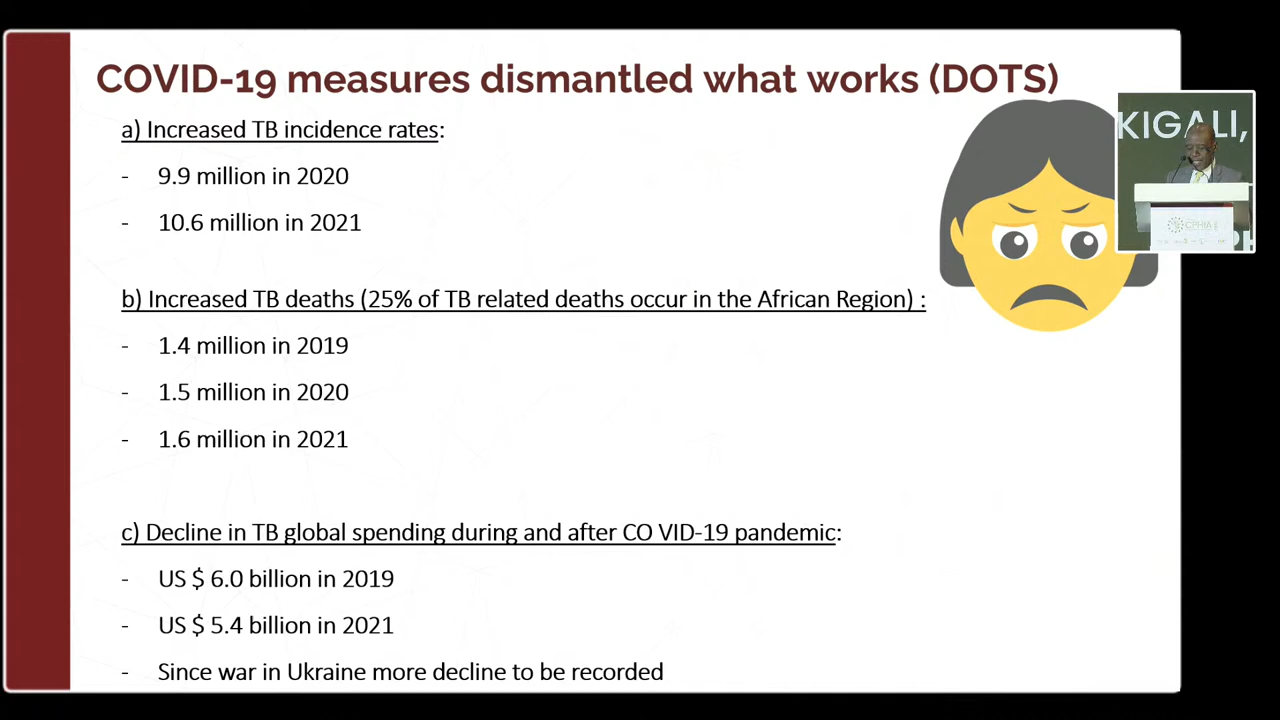 COVID-19 measures dismantled what works (DOTS)
a) Increased TB incidence rates:
- 9.9 million in 2020
- 10.6 million in 2021
b) Increased TB deaths (25% of TB related deaths occur in the African Region) :
- 1.4 million in 2019
- 1.5 million in 2020
- 1.6 million in 2021
c) Decline in TB global spending during and after CO VID-19 pandemic:
- US $ 6.0 billion in 2019
- US $ 5.4 billion in 2021
- Since war in Ukraine more decline to be recorded
KIGALI,
CPHIA